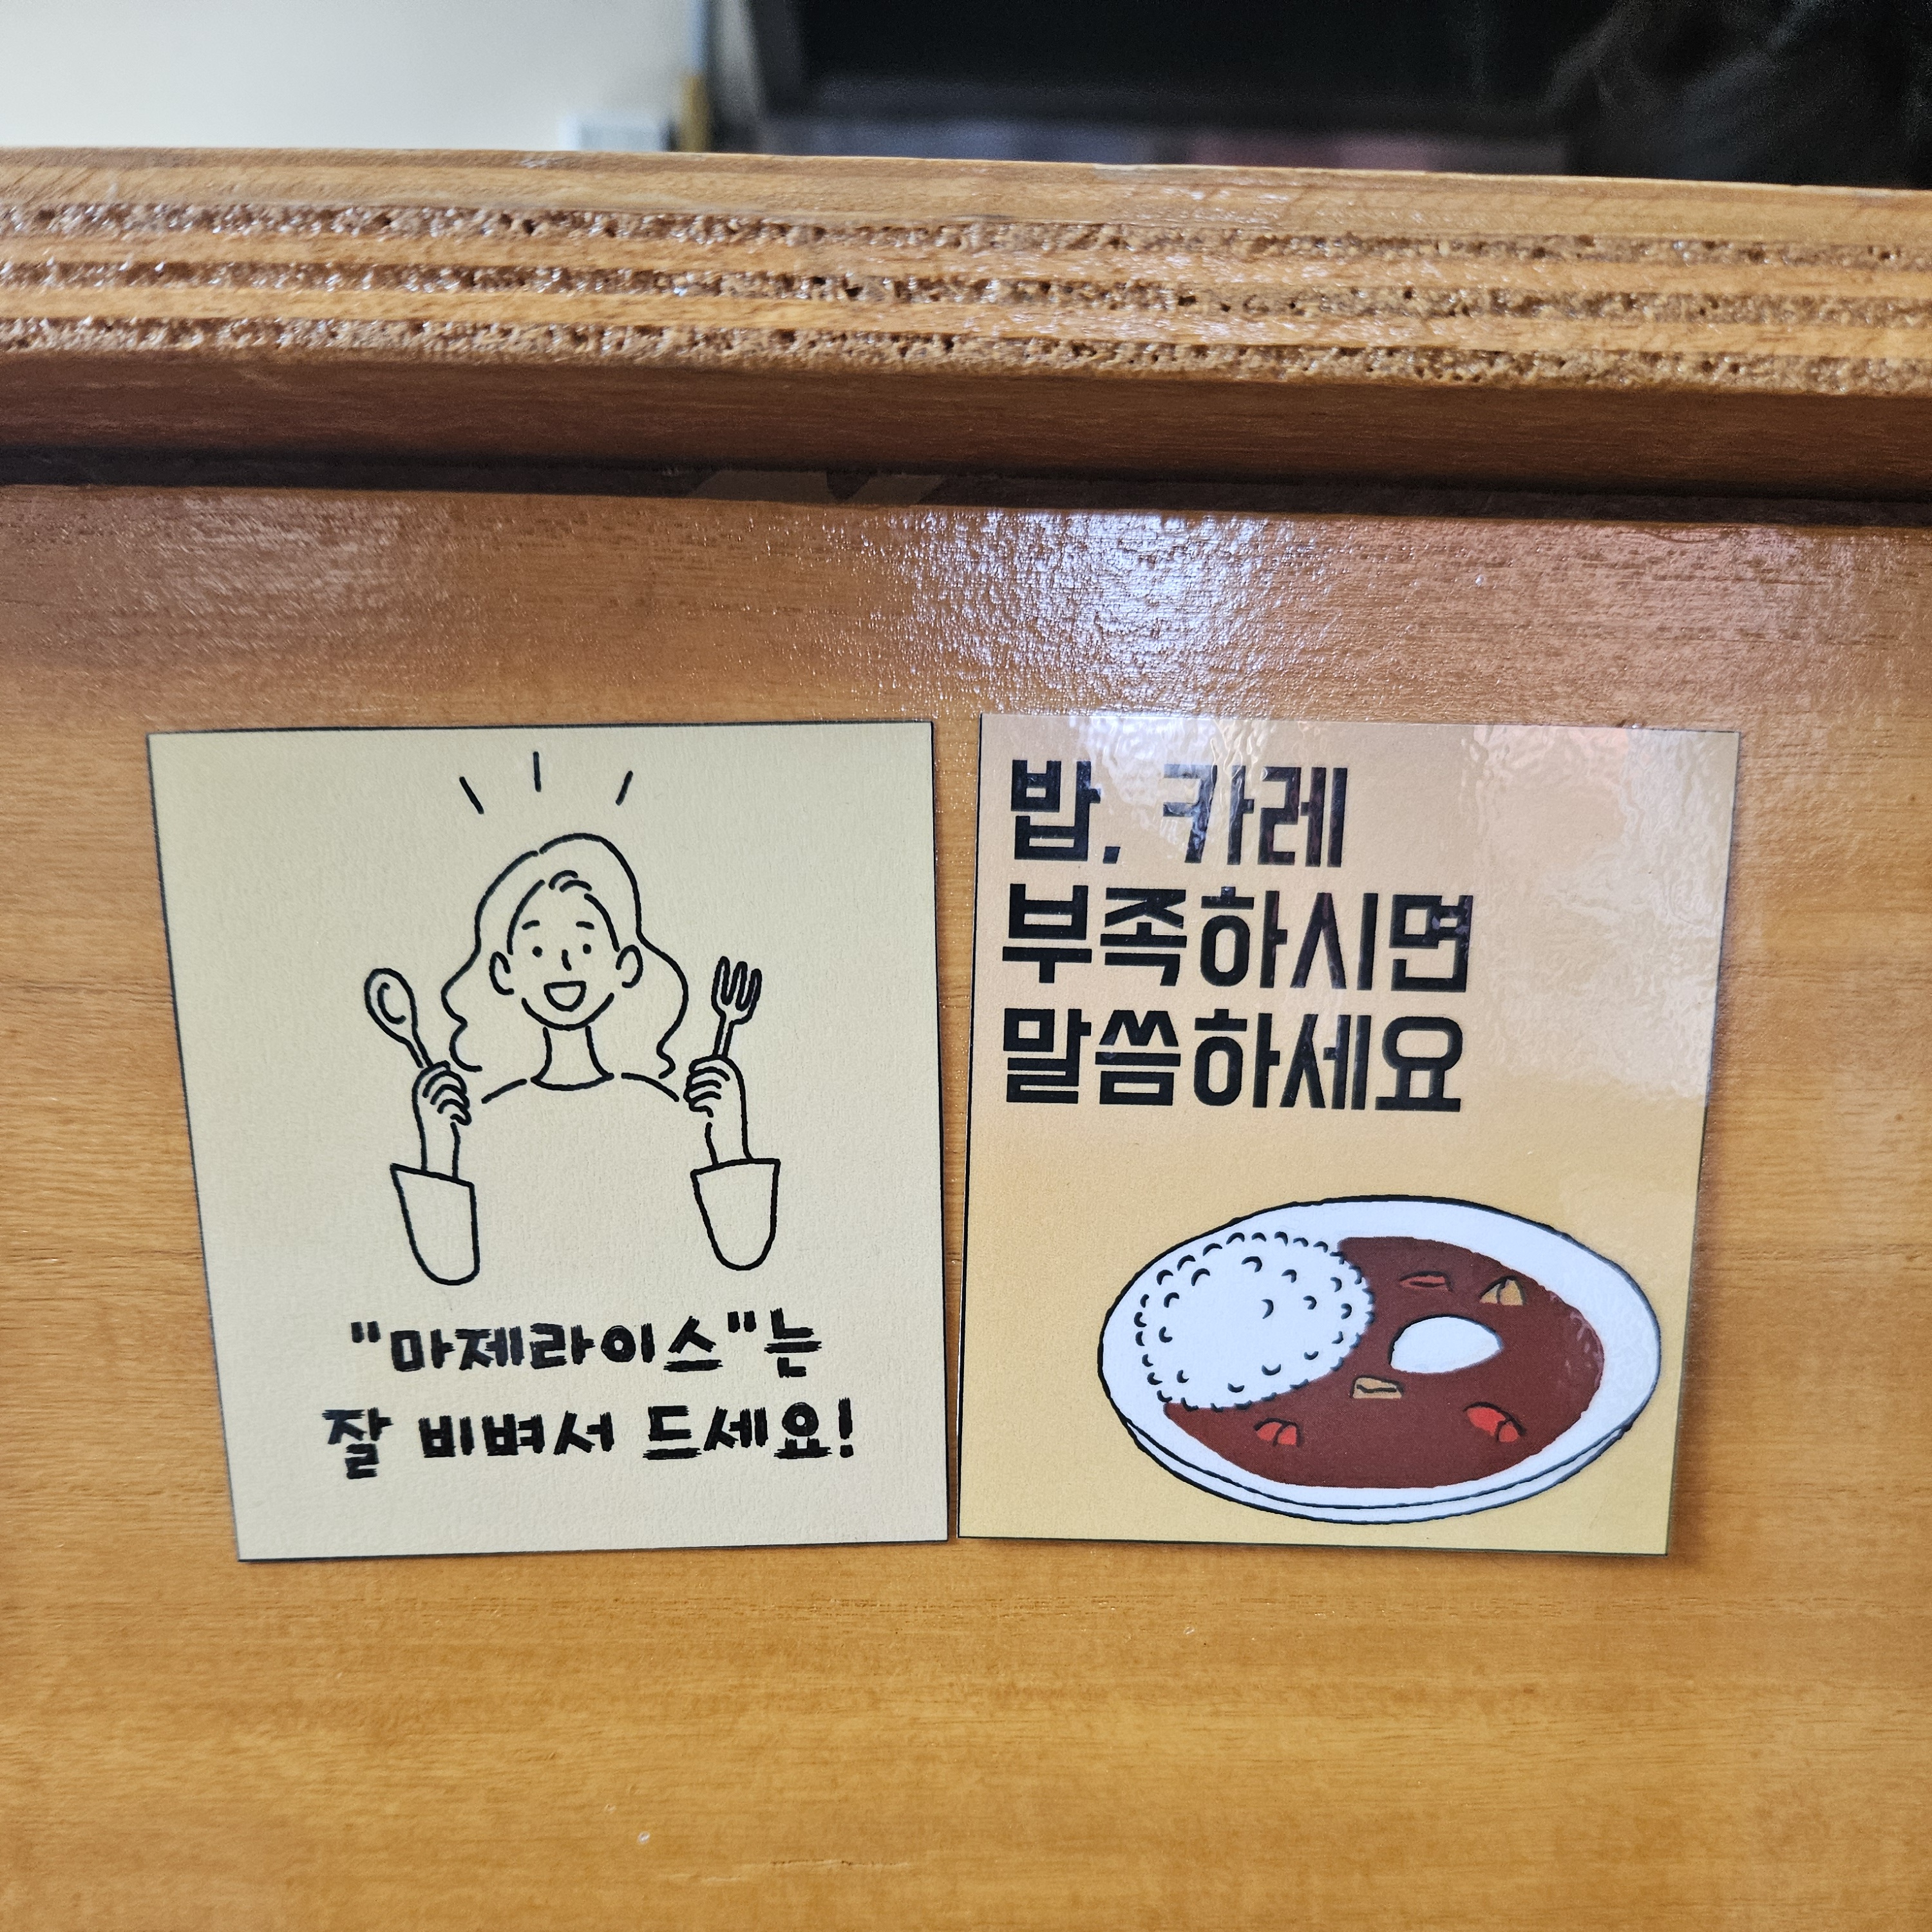 "마제라이스"는
잘 비벼서 드세요!
밥. 카레
부족하시면
말씀하세요